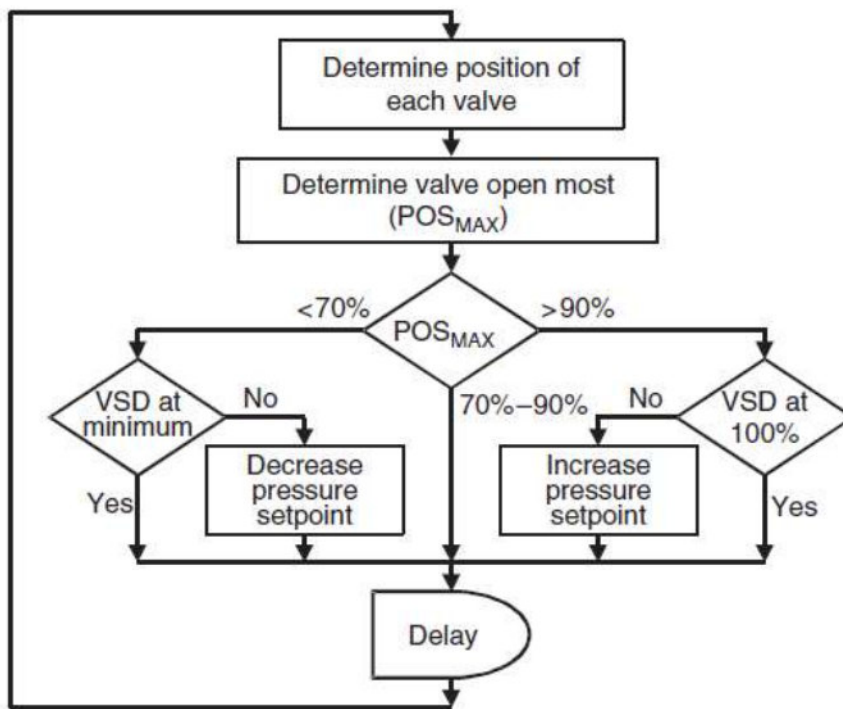 Determine position of
each valve
Determine valve open most
(POSMAX)
<70%
>90%
POSMAX
VSD at
minimum
No
70%–90%
No
VSD at
100%
Decrease
pressure
setpoint
Increase
pressure
setpoint
Yes
Yes
Delay